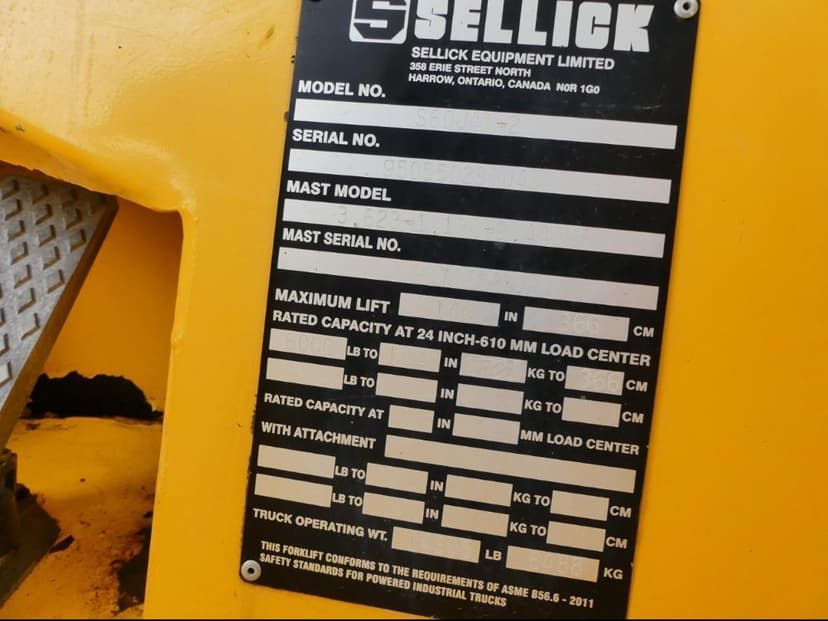 S SELLICK
SELLICK EQUIPMENT LIMITED
358 ERIE STREET NORTH
HARROW, ONTARIO, CANADA N0R 1G0
MODEL NO.
SERIAL NO.
MAST MODEL
MAST SERIAL NO.
MAXIMUM LIFT IN 366 CM
RATED CAPACITY AT 24 INCH-610 MM LOAD CENTER
LB TO IN KG TO 366 CM
LB TO IN KG TO CM
RATED CAPACITY AT IN MM LOAD CENTER
WITH ATTACHMENT
LB TO IN KG TO CM
LB TO IN KG TO CM
TRUCK OPERATING WT. LB KG
THIS FORKLIFT CONFORMS TO THE REQUIREMENTS OF ASME B56.6 - 2011
SAFETY STANDARDS FOR POWERED INDUSTRIAL TRUCKS